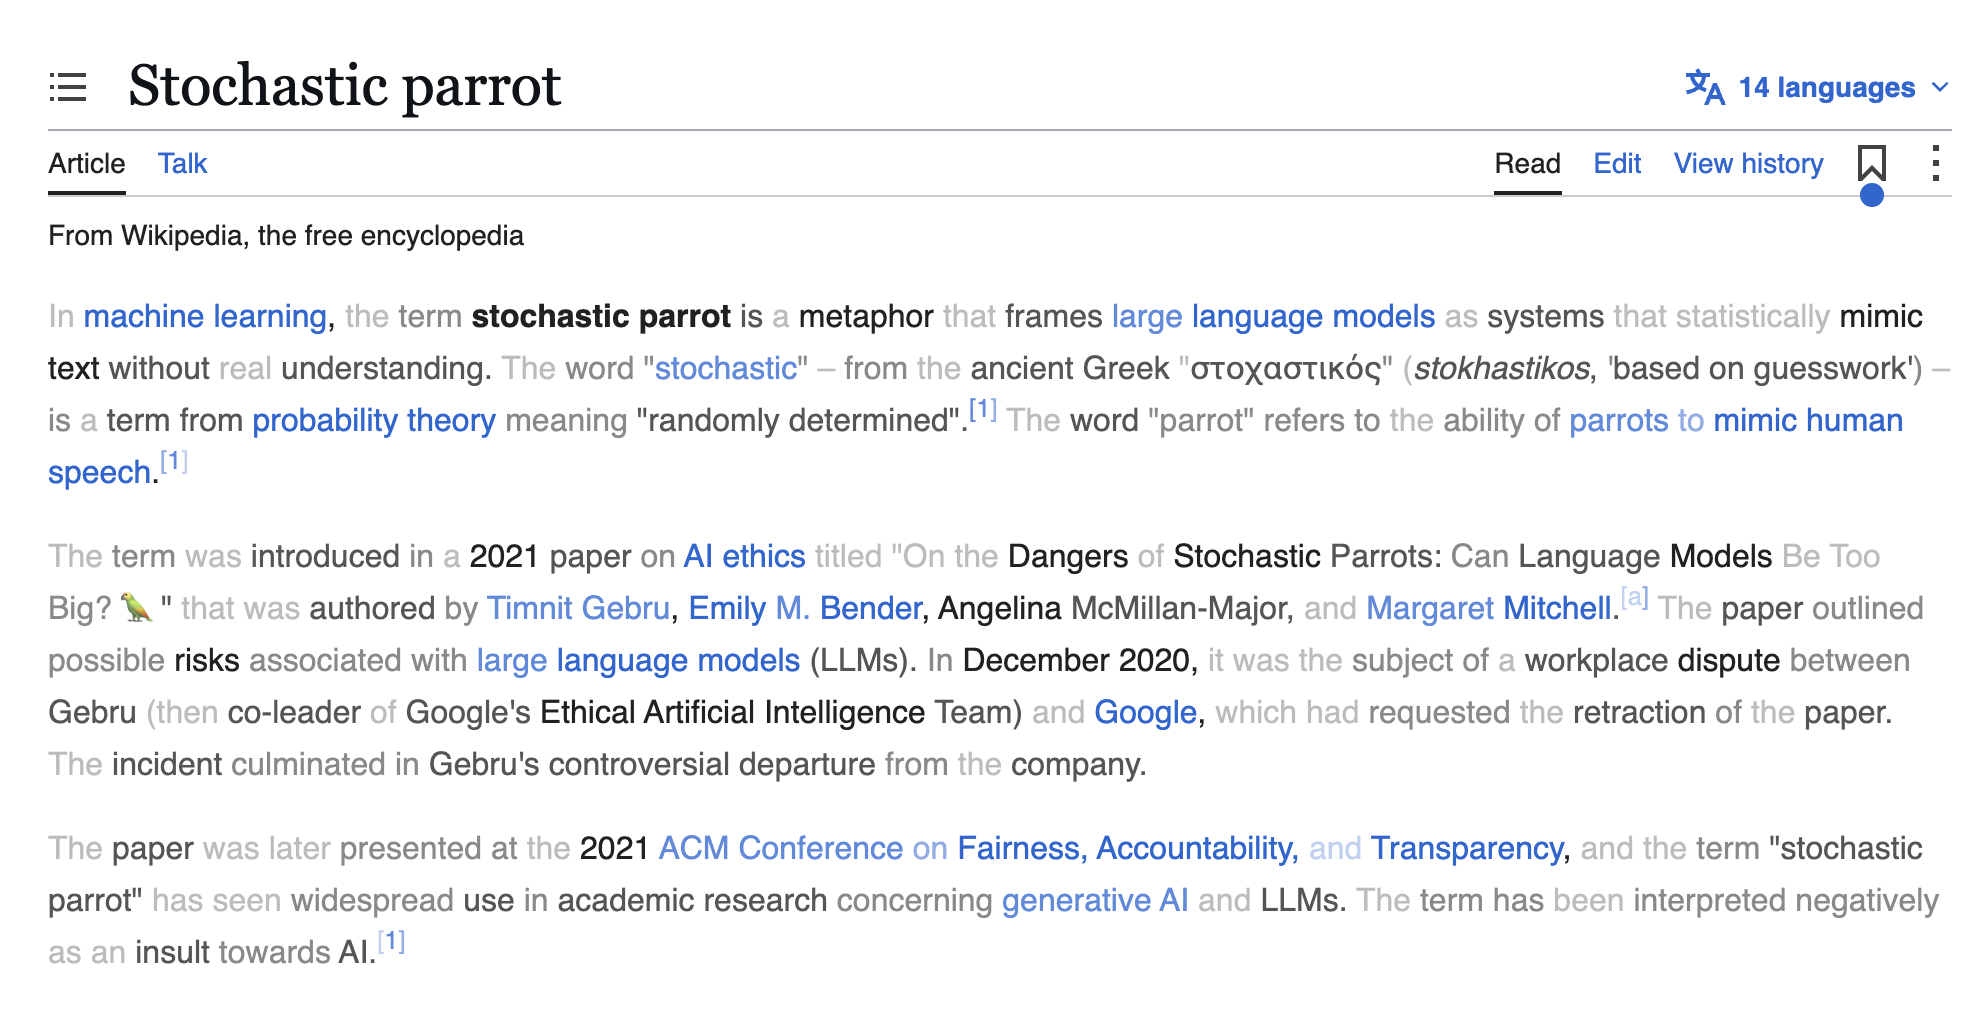 Stochastic parrot
14 languages
Article Talk Read Edit View history
From Wikipedia, the free encyclopedia
In machine learning, the term stochastic parrot is a metaphor that frames large language models as systems that statistically mimic
text without real understanding. The word "stochastic" – from the ancient Greek "στοχαστικός" (stokhastikos, 'based on guesswork') –
is a term from probability theory meaning "randomly determined".[1] The word "parrot" refers to the ability of parrots to mimic human
speech.[1]
The term was introduced in a 2021 paper on AI ethics titled "On the Dangers of Stochastic Parrots: Can Language Models Be Too
Big? 🦜 " that was authored by Timnit Gebru, Emily M. Bender, Angelina McMillan-Major, and Margaret Mitchell.[a] The paper outlined
possible risks associated with large language models (LLMs). In December 2020, it was the subject of a workplace dispute between
Gebru (then co-leader of Google's Ethical Artificial Intelligence Team) and Google, which had requested the retraction of the paper.
The incident culminated in Gebru's controversial departure from the company.
The paper was later presented at the 2021 ACM Conference on Fairness, Accountability, and Transparency, and the term "stochastic
parrot" has seen widespread use in academic research concerning generative AI and LLMs. The term has been interpreted negatively
as an insult towards AI.[1]